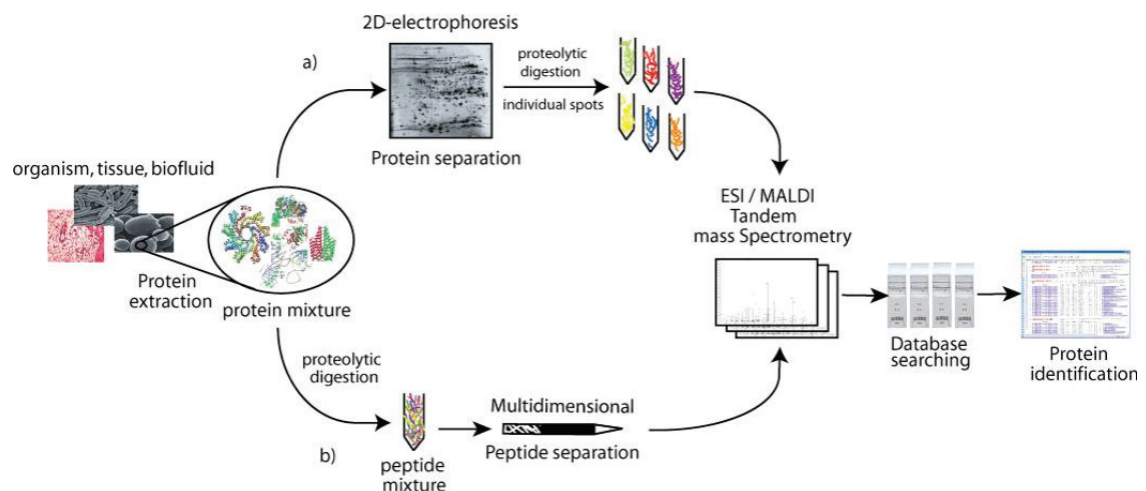 2D-electrophoresis
a)
proteolytic
digestion
individual spots
Protein separation
organism, tissue, biofluid
Protein
extraction
protein mixture
ESI / MALDI
Tandem
mass Spectrometry
Database
searching
Protein
identification
proteolytic
digestion
b)
peptide
mixture
Multidimensional
Peptide separation